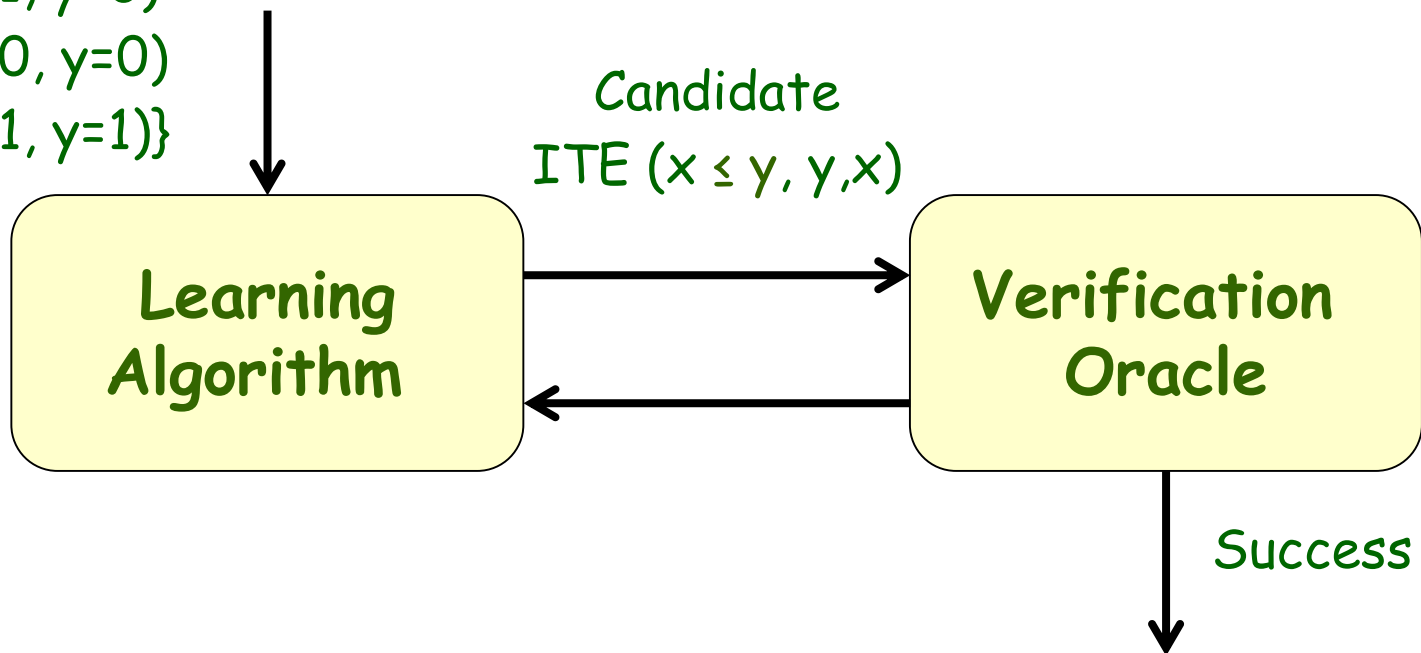 0, y=0)
1, y=1)}
Candidate
ITE (x ≤ y, y,x)
Learning
Algorithm
Verification
Oracle
Success